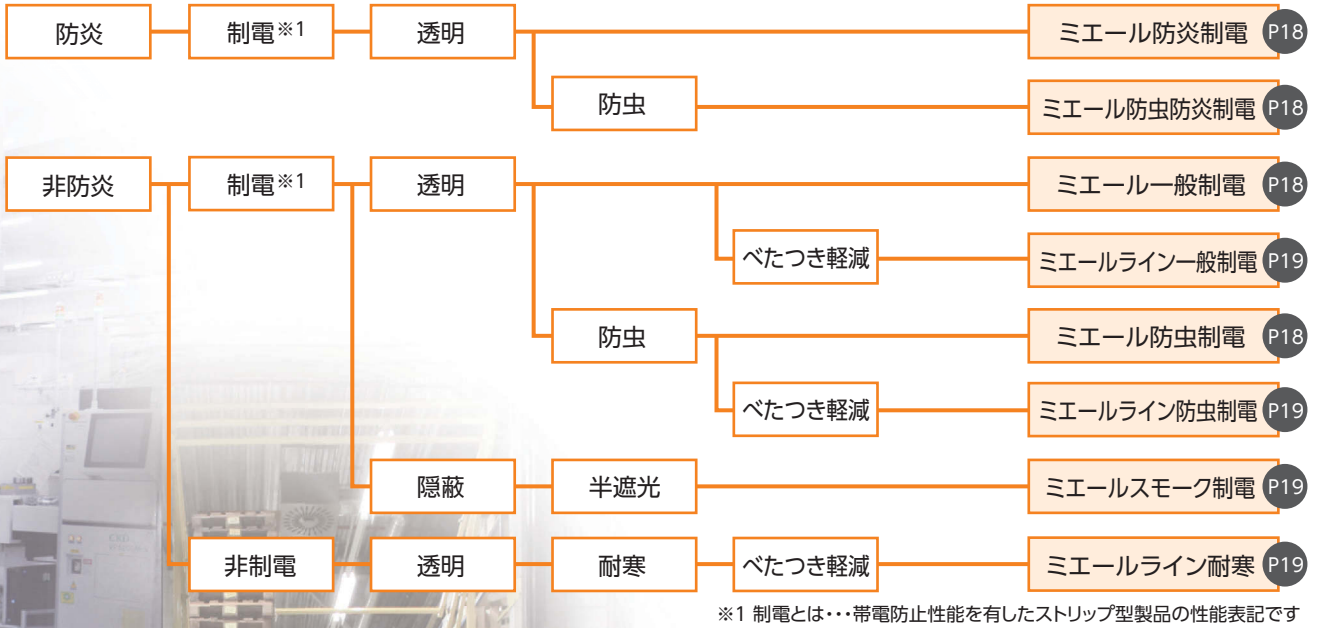 防炎 制電※1 透明 ミエール防炎制電 P18
防虫 ミエール防虫防炎制電 P18
非防炎 制電※1 透明 ミエール一般制電 P18
べたつき軽減 ミエールライン一般制電 P19
防虫 ミエール防虫制電 P18
べたつき軽減 ミエールライン防虫制電 P19
隠蔽 半遮光 ミエールスモーク制電 P19
非制電 透明 耐寒 べたつき軽減 ミエールライン耐寒 P19
※1 制電とは・・・帯電防止性能を有したストリップ型製品の性能表記です